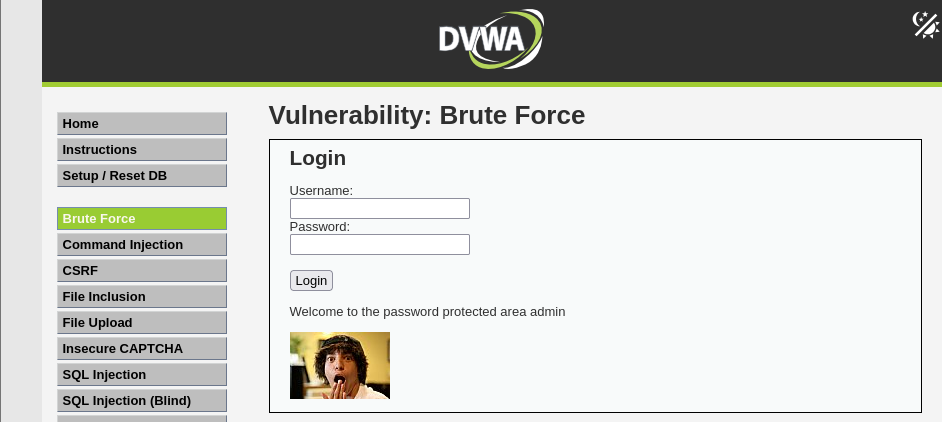 DVWA
Home
Instructions
Setup / Reset DB
Brute Force
Command Injection
CSRF
File Inclusion
File Upload
Insecure CAPTCHA
SQL Injection
SQL Injection (Blind)
Vulnerability: Brute Force
Login
Username:
Password:
Login
Welcome to the password protected area admin